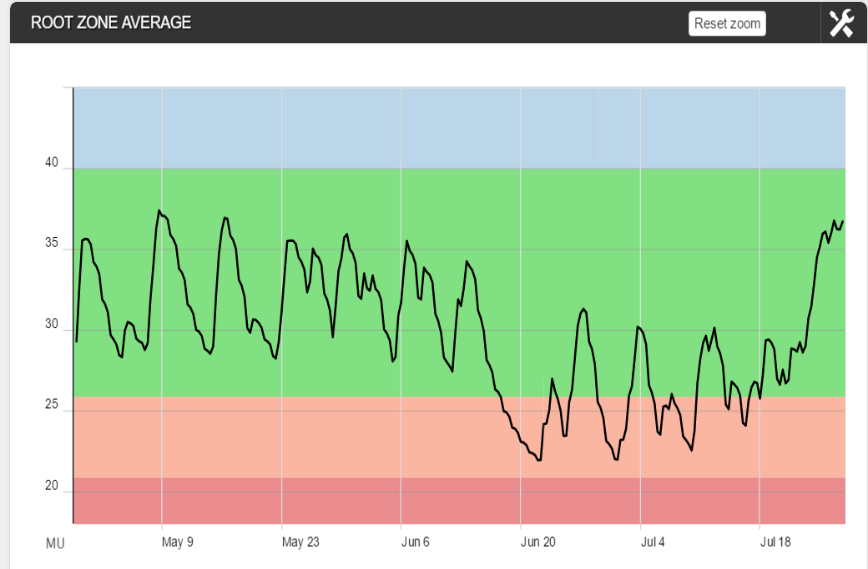 ROOT ZONE AVERAGE
Reset zoom
40
35
30
25
20
MU
May 9
May 23
Jun 6
Jun 20
Jul 4
Jul 18